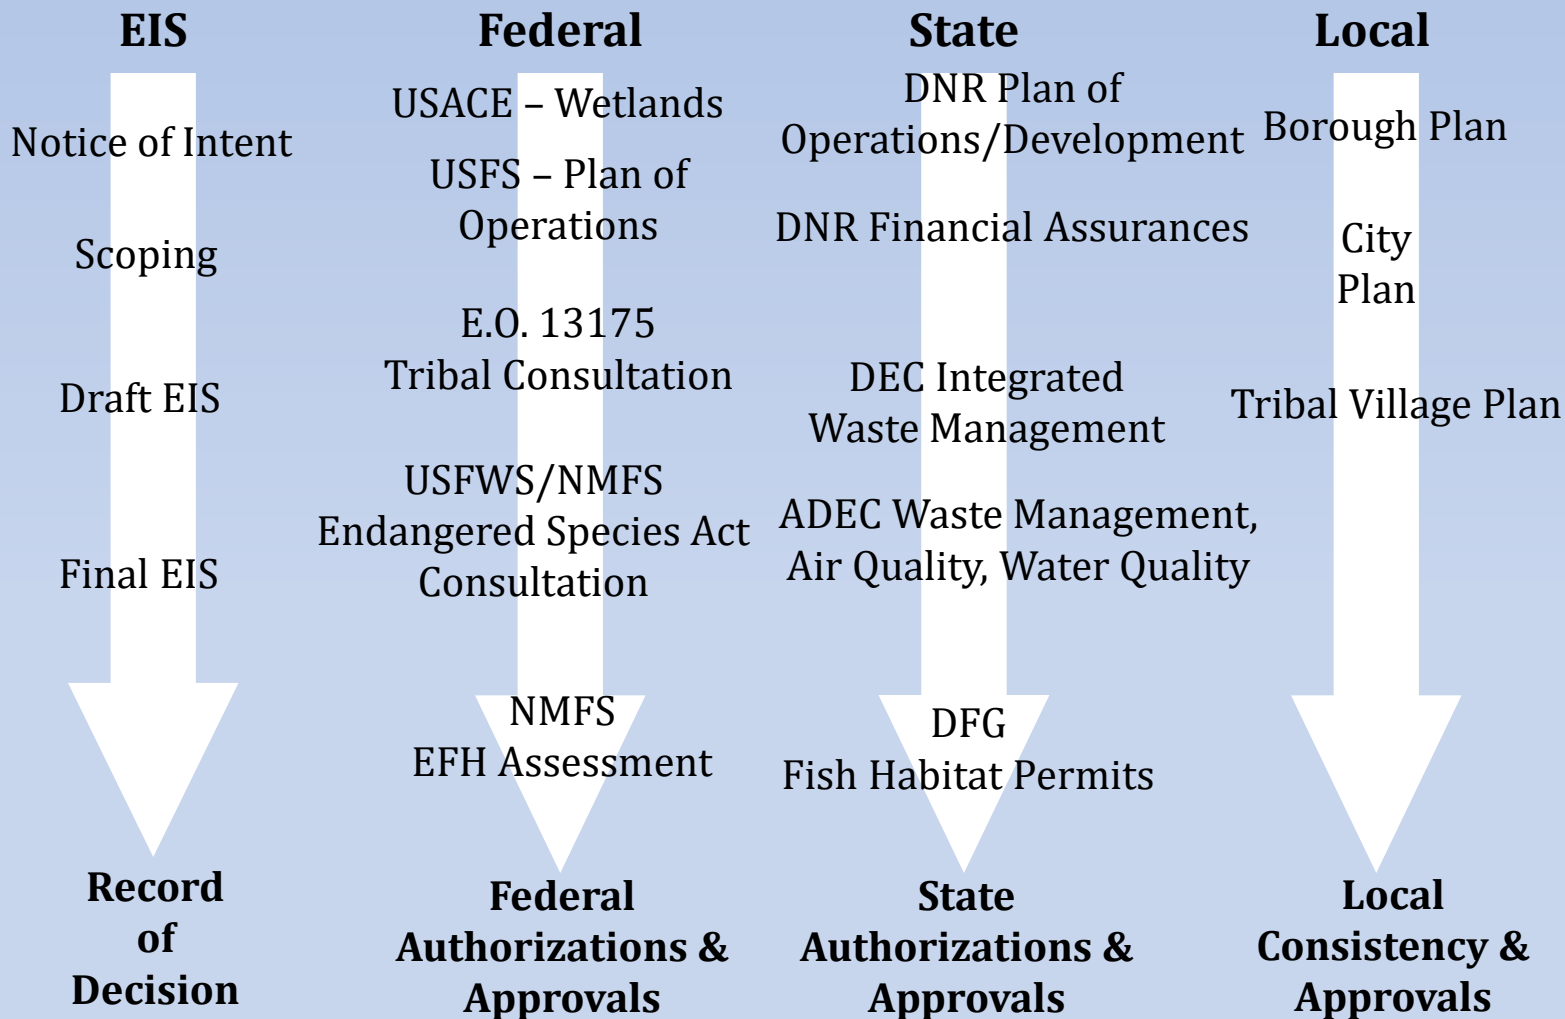 EIS
Notice of Intent
Scoping
Draft EIS
Final EIS
Record
of
Decision
Federal
USACE – Wetlands
USFS – Plan of
Operations
E.O. 13175
Tribal Consultation
USFWS/NMFS
Endangered Species Act
Consultation
NMFS
EFH Assessment
Federal
Authorizations &
Approvals
State
DNR Plan of
Operations/Development
DNR Financial Assurances
DEC Integrated
Waste Management
ADEC Waste Management,
Air Quality, Water Quality
DFG
Fish Habitat Permits
State
Authorizations &
Approvals
Local
Borough Plan
City
Plan
Tribal Village Plan
Local
Consistency &
Approvals